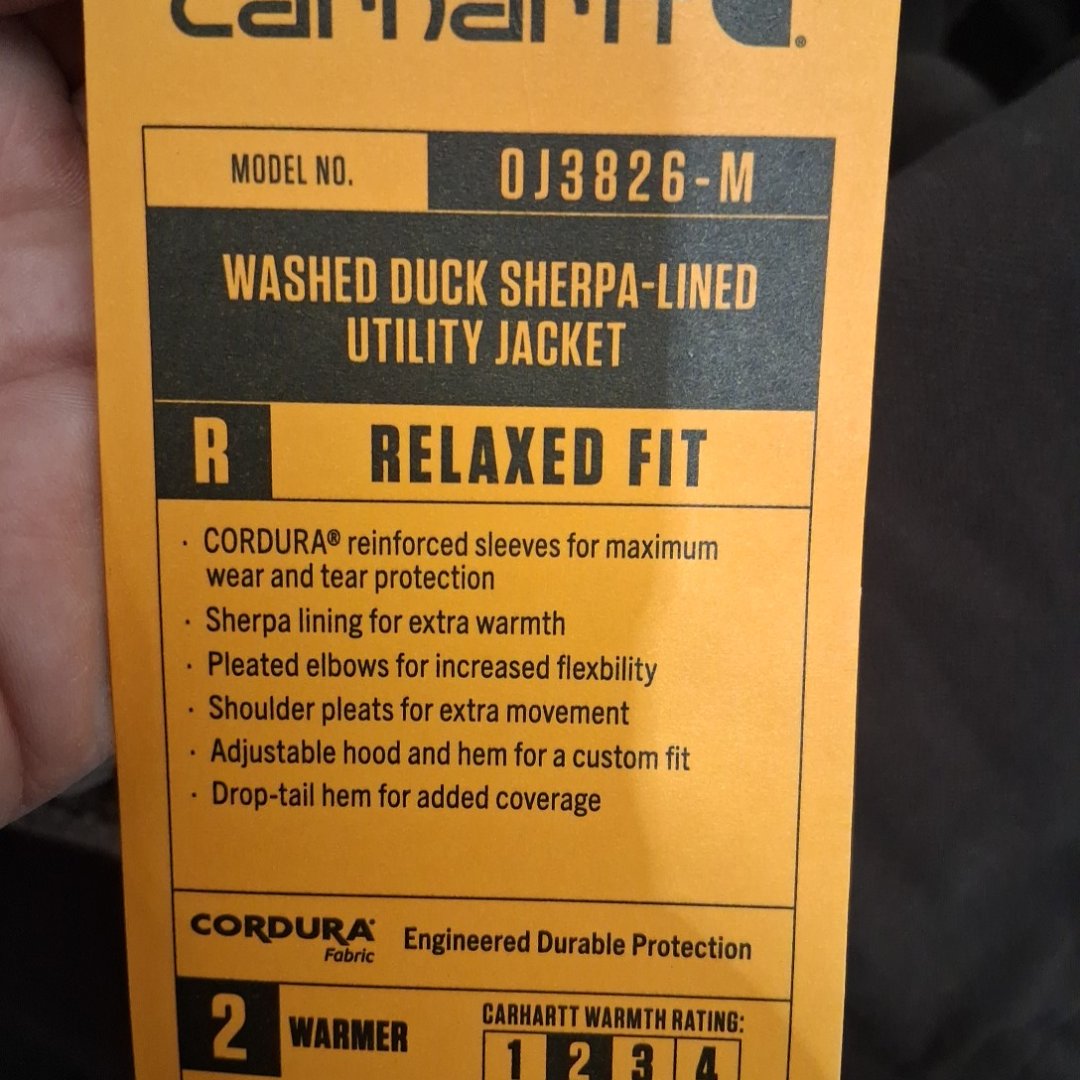 carhartt
MODEL NO. OJ3826-M
WASHED DUCK SHERPA-LINED
UTILITY JACKET
R RELAXED FIT
· CORDURA® reinforced sleeves for maximum
wear and tear protection
· Sherpa lining for extra warmth
· Pleated elbows for increased flexbility
· Shoulder pleats for extra movement
· Adjustable hood and hem for a custom fit
· Drop-tail hem for added coverage
CORDURA Engineered Durable Protection
Fabric
CARHARTT WARMTH RATING:
2 WARMER 1 2 3 4